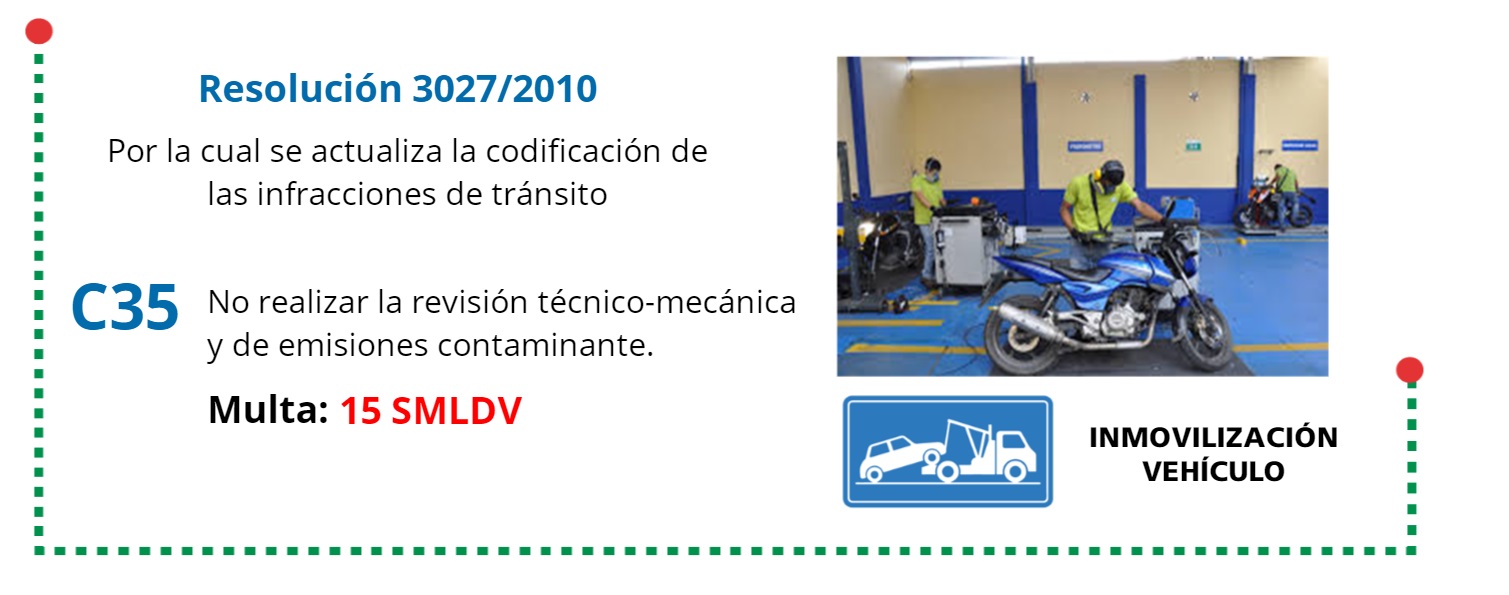 Resolución 3027/2010
Por la cual se actualiza la codificación de
las infracciones de tránsito
C35
No realizar la revisión técnico-mecánica
y de emisiones contaminante.
Multa: 15 SMLDV
INMOVILIZACIÓN
VEHÍCULO